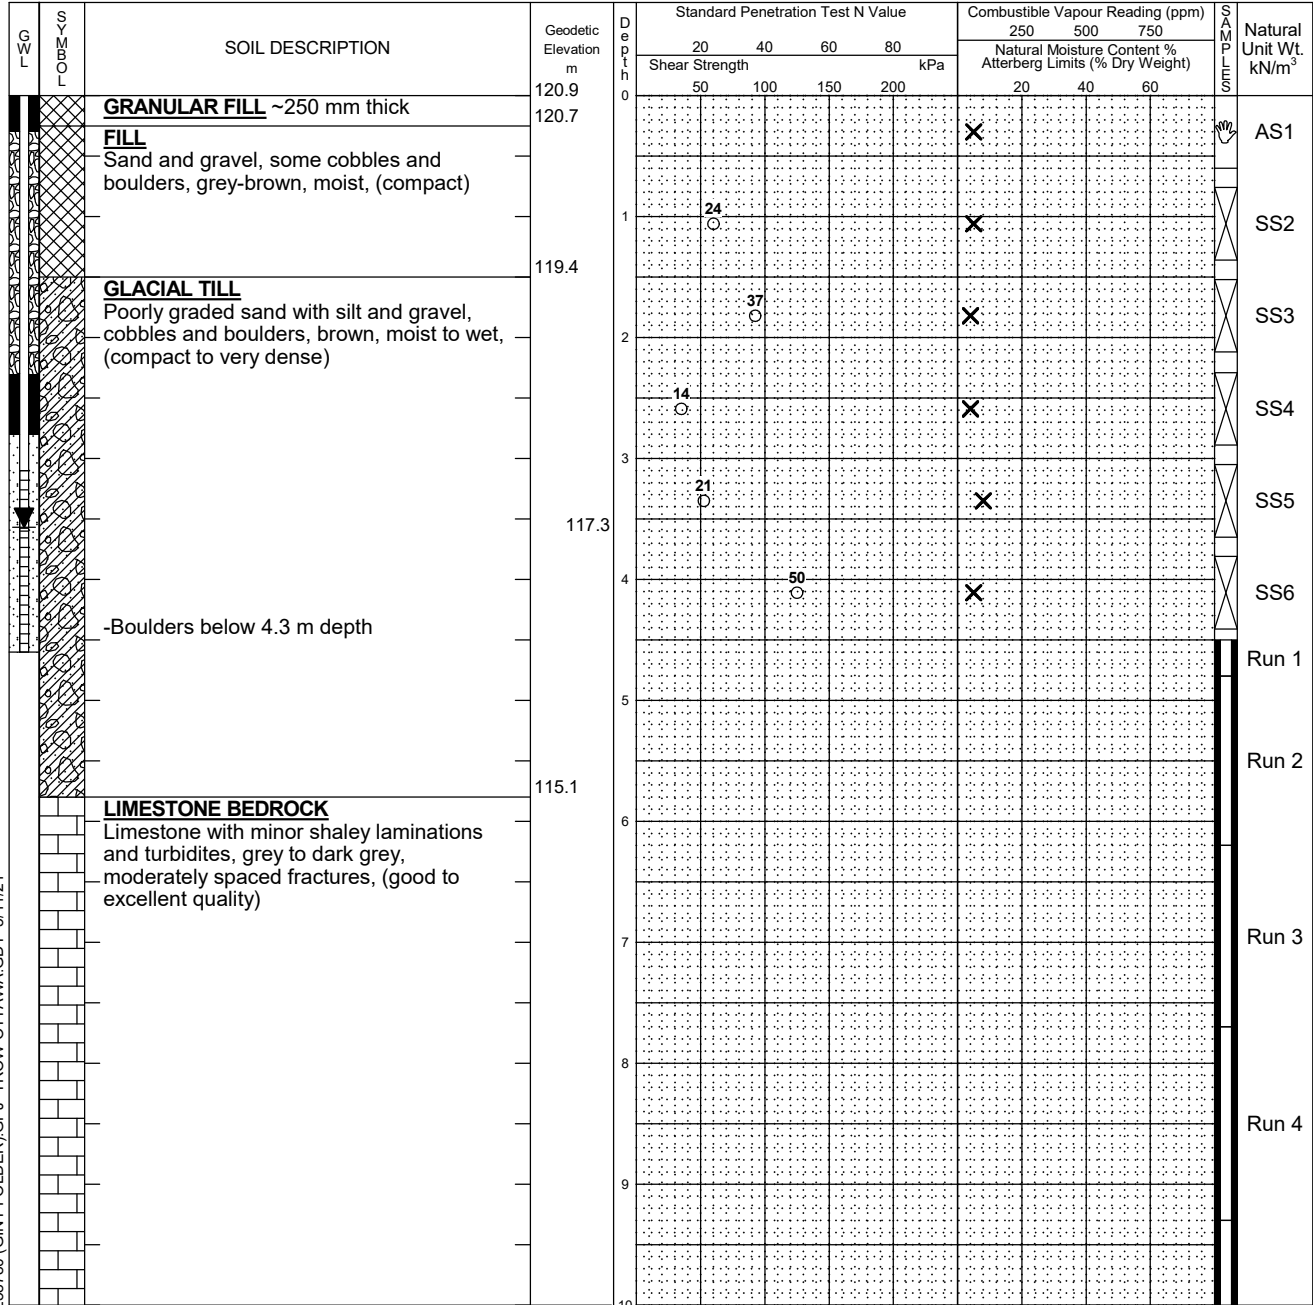 GWL
SYMBOL
SOIL DESCRIPTION
Geodetic
Elevation
m
Depth
Standard Penetration Test N Value
20 40 60 80
Shear Strength kPa
50 100 150 200
Combustible Vapour Reading (ppm)
250 500 750
Natural Moisture Content %
Atterberg Limits (% Dry Weight)
20 40 60
SAMPLES
Natural
Unit Wt.
kN/m³
120.9
0
GRANULAR FILL ~250 mm thick
120.7
FILL
Sand and gravel, some cobbles and
boulders, grey-brown, moist, (compact)
AS1
1
24
SS2
119.4
GLACIAL TILL
Poorly graded sand with silt and gravel,
cobbles and boulders, brown, moist to wet,
(compact to very dense)
37
SS3
2
14
SS4
3
21
SS5
117.3
4
50
SS6
-Boulders below 4.3 m depth
Run 1
5
Run 2
115.1
LIMESTONE BEDROCK
Limestone with minor shaley laminations
and turbidites, grey to dark grey,
moderately spaced fractures, (good to
excellent quality)
6
7
Run 3
8
Run 4
9
10